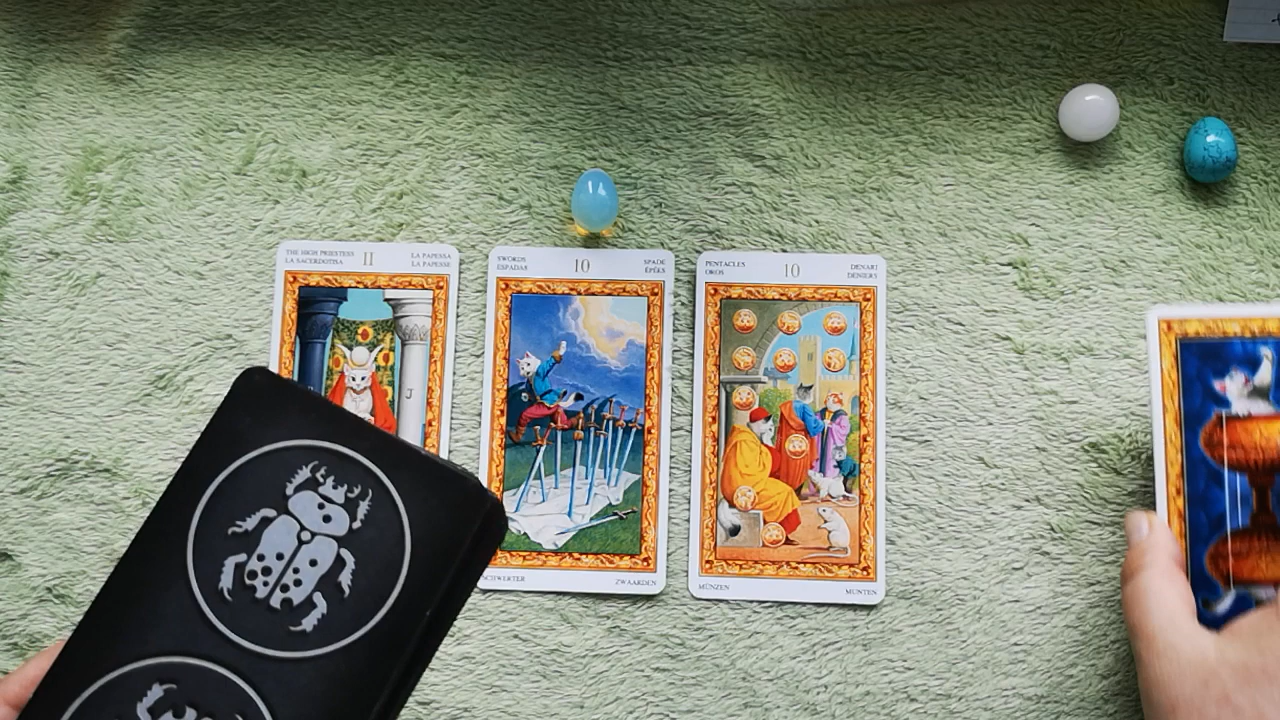 THE HIGH PRIESTESS
LA SACERDOTISA
II
LA PAPESSA
LA PAPESSE
J
SWORDS
ESPADAS
10
SPADE
ÉPÉES
SCHWERTER
ZWAARDEN
PENTACLES
OROS
10
DENARI
DENIERS
MÜNZEN
MUNTEN